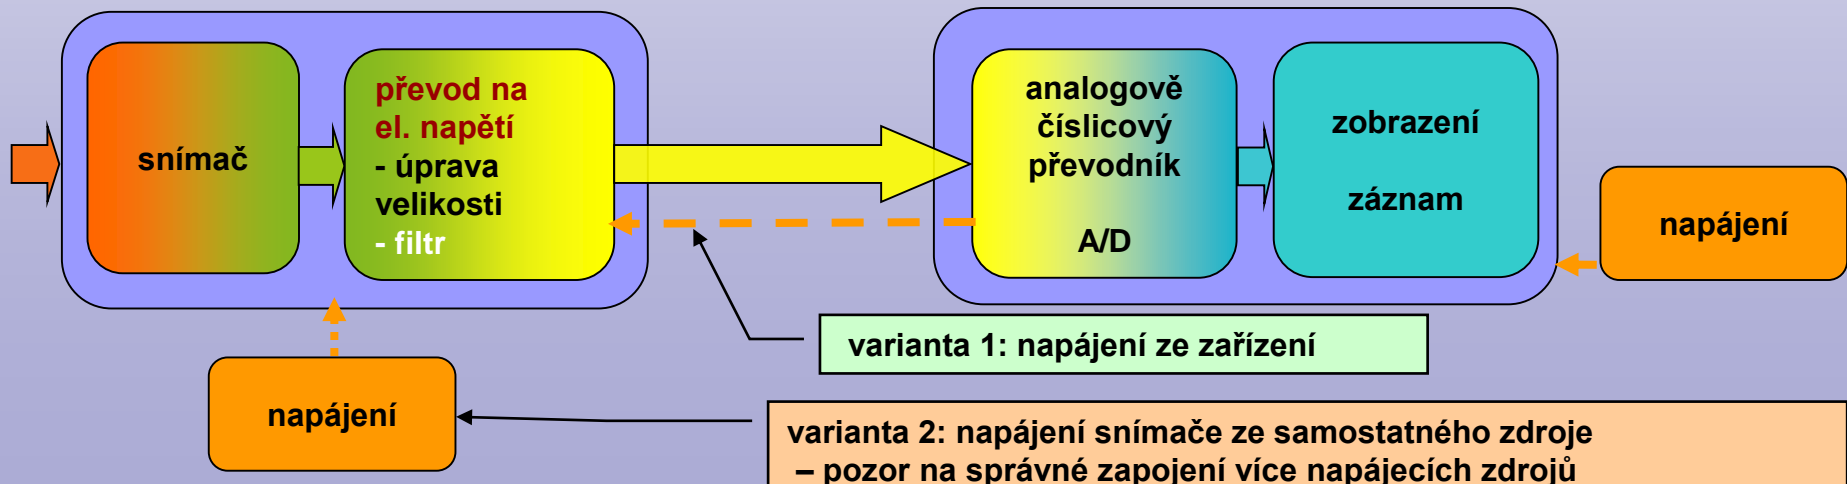 snímač
převod na
el. napětí
- úprava
velikosti
- filtr
analogově
číslicový
převodník
A/D
zobrazení
záznam
napájení
varianta 1: napájení ze zařízení
napájení
varianta 2: napájení snímače ze samostatného zdroje
– pozor na správné zapojení více napájecích zdrojů